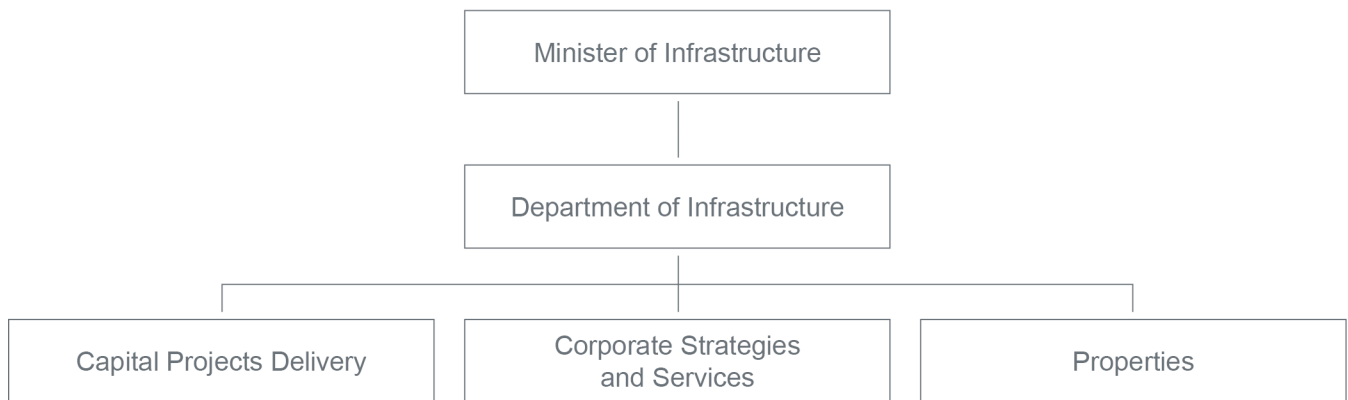 Minister of Infrastructure
Department of Infrastructure
Capital Projects Delivery
Corporate Strategies
and Services
Properties